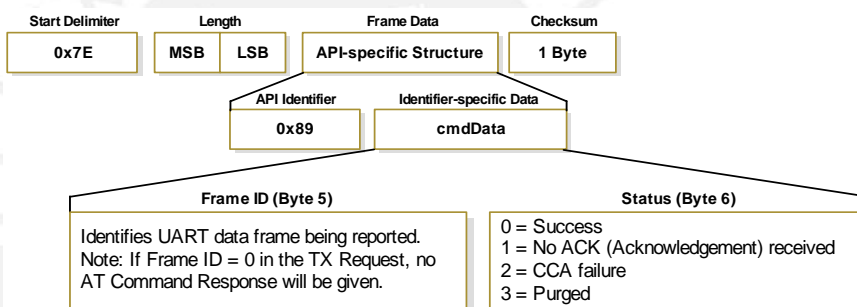 Start Delimiter Length Frame Data Checksum
0x7E MSB LSB API-specific Structure 1 Byte
API Identifier Identifier-specific Data
0x89 cmdData
Frame ID (Byte 5)
Identifies UART data frame being reported.
Note: If Frame ID = 0 in the TX Request, no
AT Command Response will be given.
Status (Byte 6)
0 = Success
1 = No ACK (Acknowledgement) received
2 = CCA failure
3 = Purged